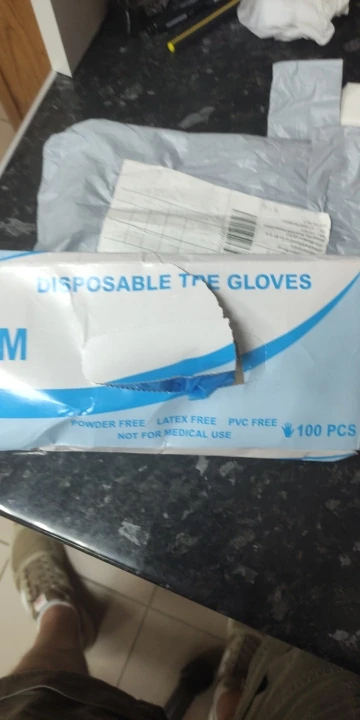 DISPOSABLE TPE GLOVES
M
POWDER FREE LATEX FREE PVC FREE
NOT FOR MEDICAL USE
100 PCS